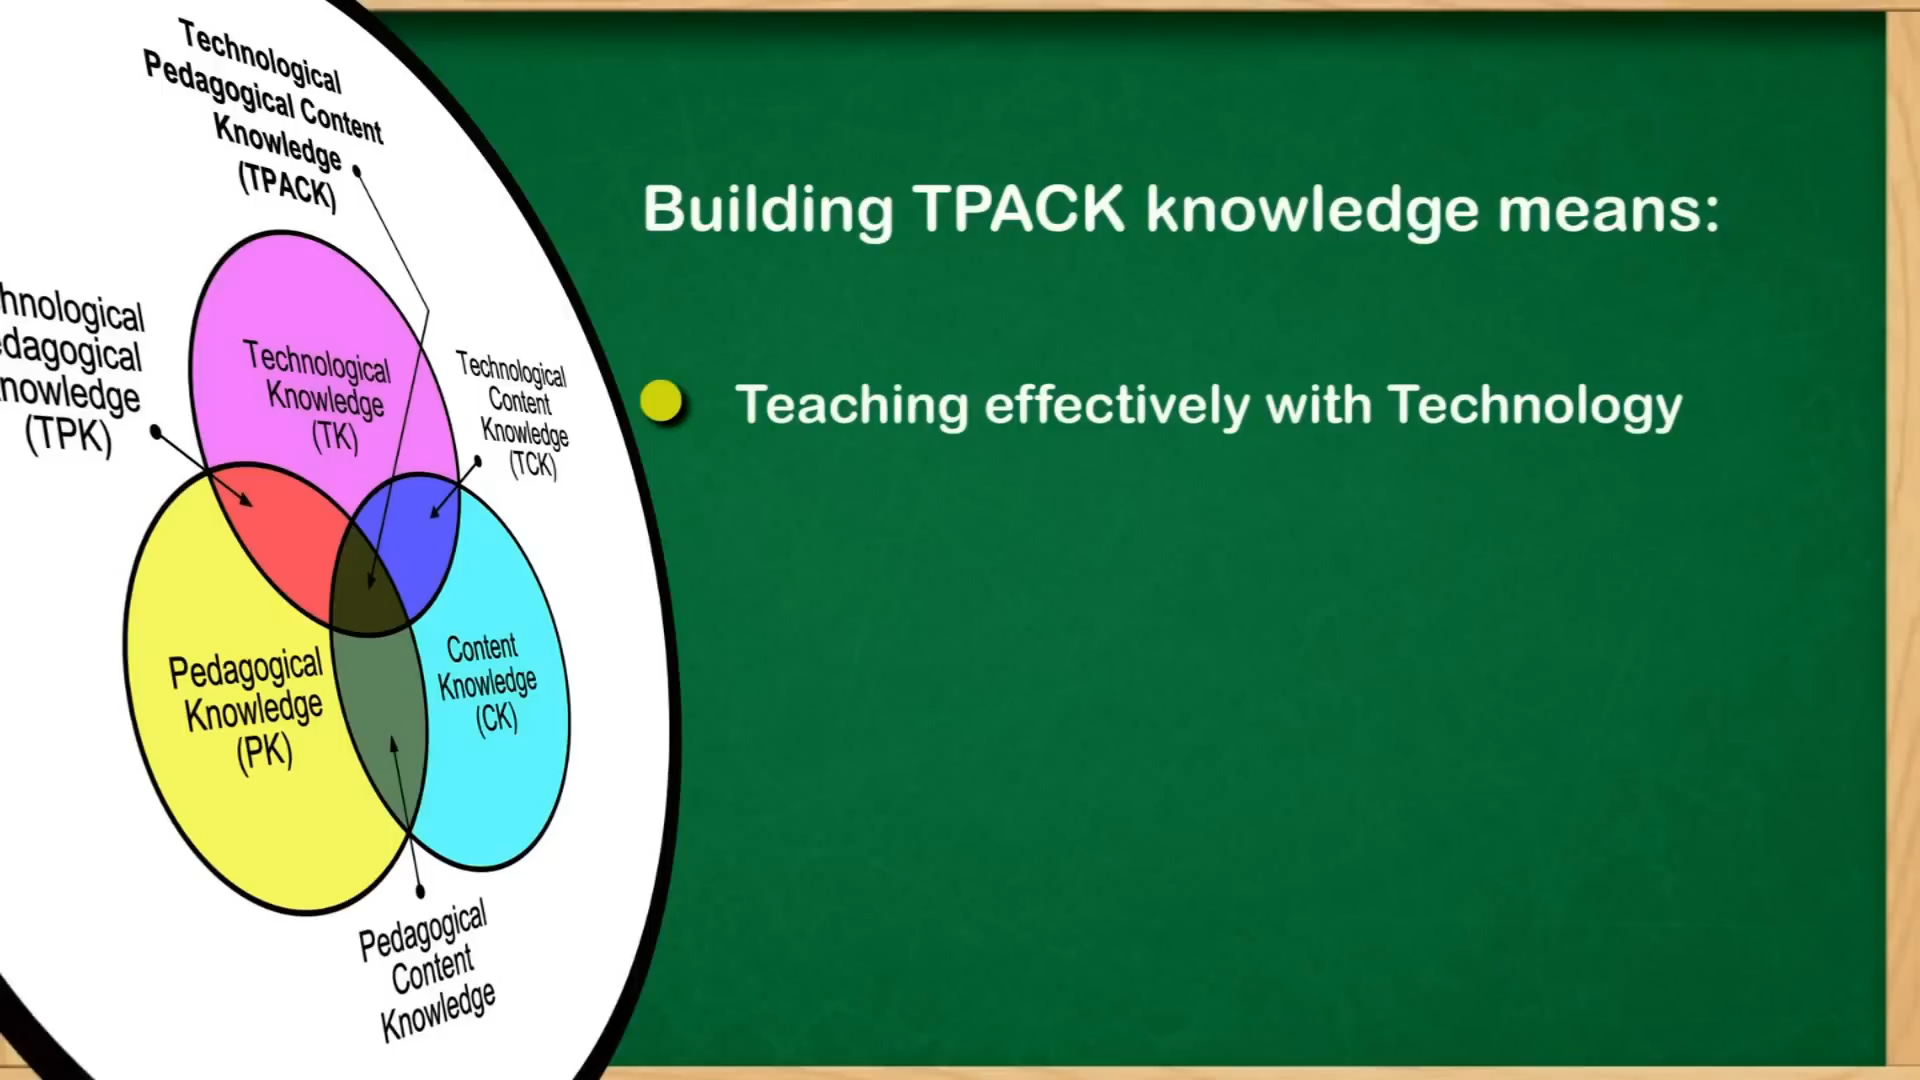 Technological
Pedagogical Content
Knowledge
(TPACK)
hnological
edagogical
nowledge
(TPK)
Technological
Knowledge
(TK)
Technological
Content
Knowledge
(TCK)
Pedagogical
Knowledge
(PK)
Content
Knowledge
(CK)
Pedagogical
Content
Knowledge
Building TPACK knowledge means:
Teaching effectively with Technology